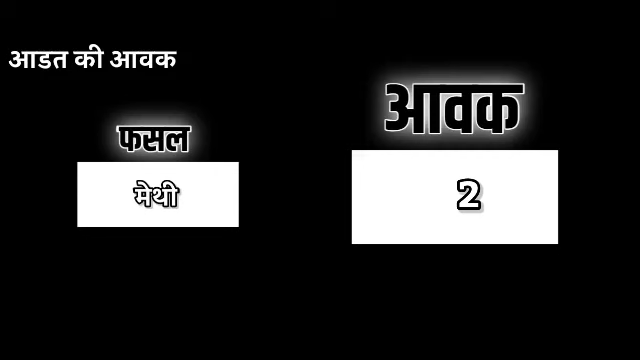 आडत की आवक
आवक
फसल
मेथी
2